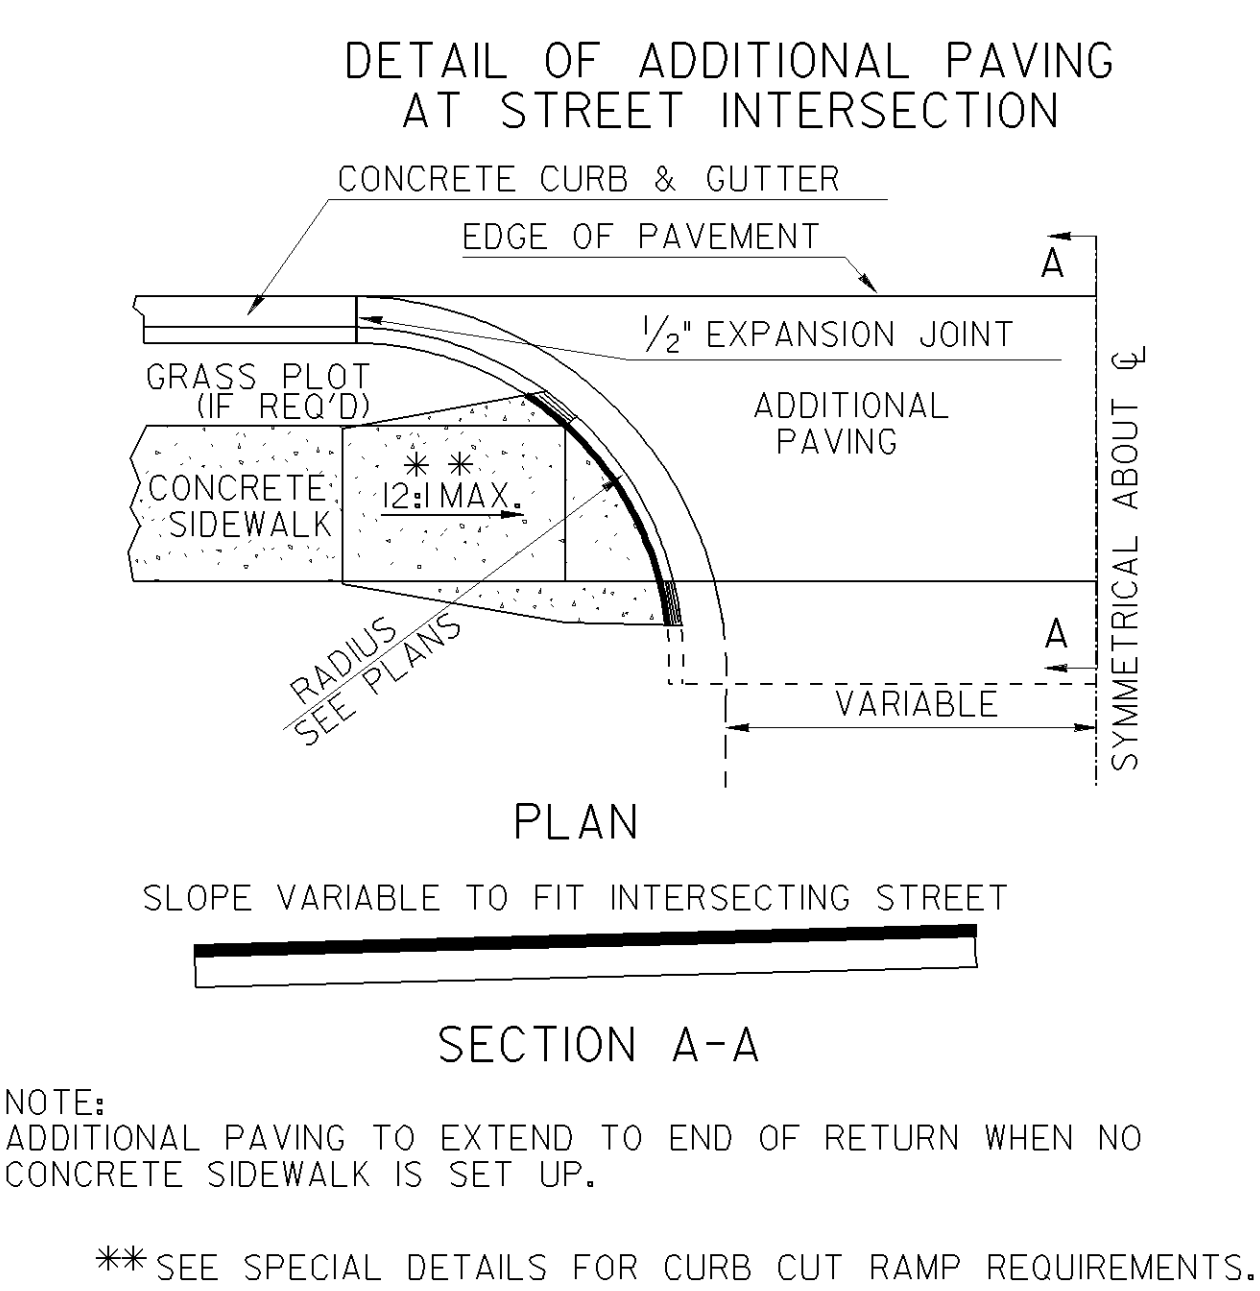 DETAIL OF ADDITIONAL PAVING
AT STREET INTERSECTION
CONCRETE CURB & GUTTER
EDGE OF PAVEMENT
A
1/2" EXPANSION JOINT
GRASS PLOT
(IF REQ'D)
ADDITIONAL
PAVING
SYMMETRICAL ABOUT ℄
CONCRETE
SIDEWALK
**
12:1 MAX.
RADIUS
SEE PLANS
A
VARIABLE
PLAN
SLOPE VARIABLE TO FIT INTERSECTING STREET
SECTION A-A
NOTE:
ADDITIONAL PAVING TO EXTEND TO END OF RETURN WHEN NO
CONCRETE SIDEWALK IS SET UP.
** SEE SPECIAL DETAILS FOR CURB CUT RAMP REQUIREMENTS.